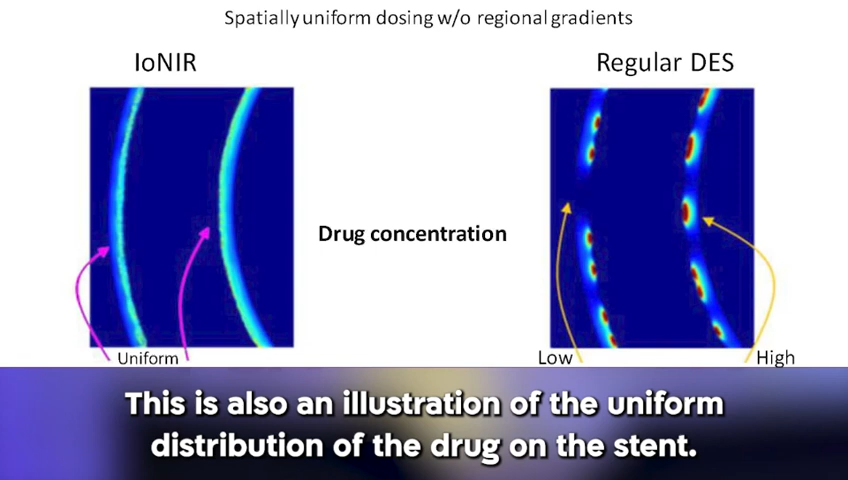 Spatially uniform dosing w/o regional gradients
IoNIR
Regular DES
Drug concentration
Uniform
Low
High
This is also an illustration of the uniform
distribution of the drug on the stent.